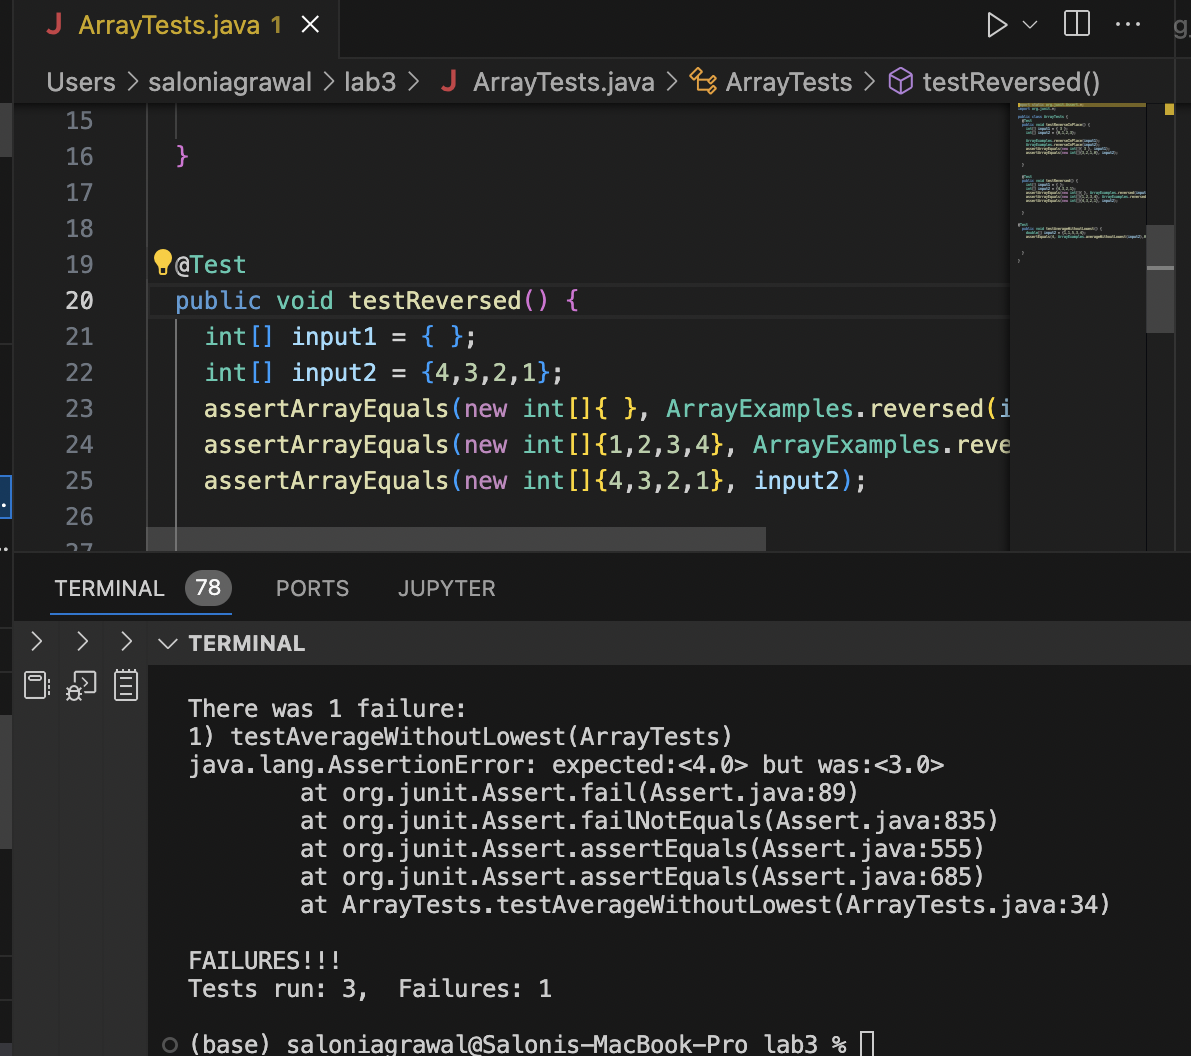 ArrayTests.java 1
Users > saloniagrawal > lab3 > ArrayTests.java > ArrayTests > testReversed()
15
16 }
17
18
19 @Test
20 public void testReversed() {
21 int[] input1 = { };
22 int[] input2 = {4,3,2,1};
23 assertArrayEquals(new int[]{ }, ArrayExamples.reversed(i
24 assertArrayEquals(new int[]{1,2,3,4}, ArrayExamples.reve
25 assertArrayEquals(new int[]{4,3,2,1}, input2);
26
27
TERMINAL 78 PORTS JUPYTER
TERMINAL
There was 1 failure:
1) testAverageWithoutLowest(ArrayTests)
java.lang.AssertionError: expected:<4.0> but was:<3.0>
at org.junit.Assert.fail(Assert.java:89)
at org.junit.Assert.failNotEquals(Assert.java:835)
at org.junit.Assert.assertEquals(Assert.java:555)
at org.junit.Assert.assertEquals(Assert.java:685)
at ArrayTests.testAverageWithoutLowest(ArrayTests.java:34)
FAILURES!!!
Tests run: 3,  Failures: 1
(base) saloniagrawal@Salonis-MacBook-Pro lab3 %